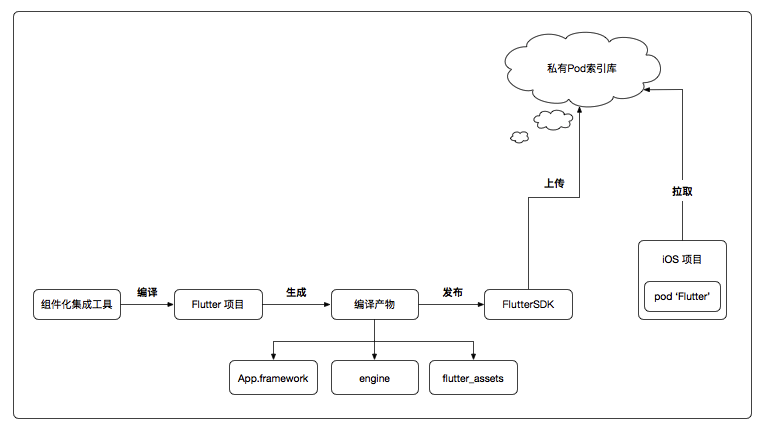 私有Pod索引库
上传
拉取
iOS 项目
pod ‘Flutter’
组件化集成工具
编译
Flutter 项目
生成
编译产物
发布
FlutterSDK
App.framework
engine
flutter_assets